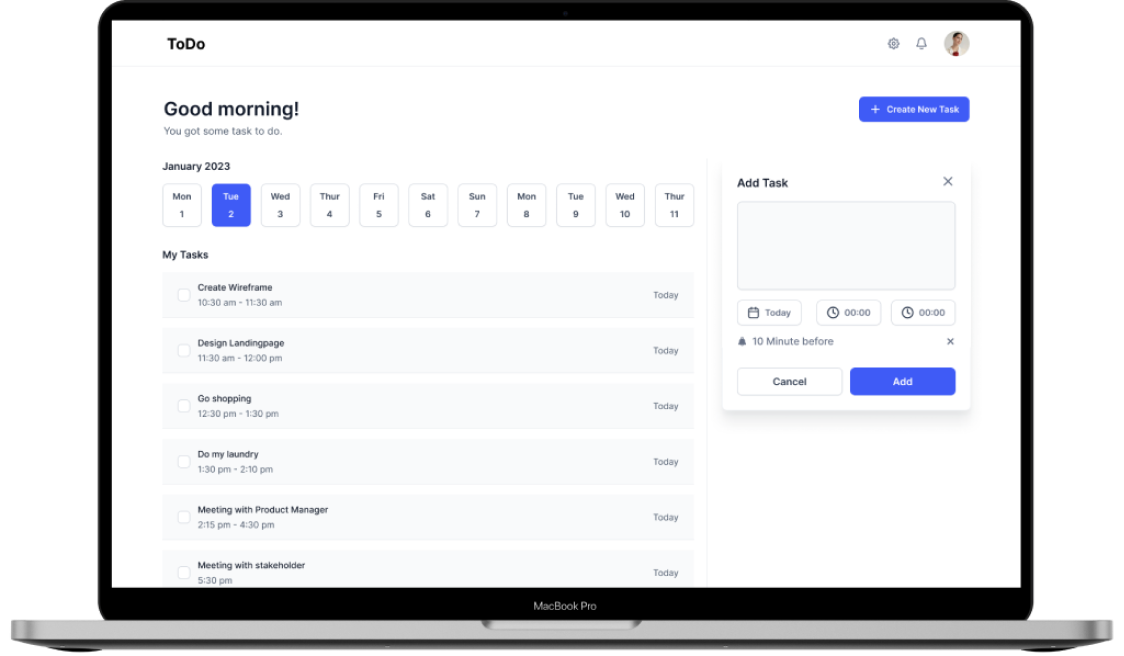 ToDo
Good morning!
Create New Task
You got some task to do.
January 2023
Mon Tue Wed Thur Fri Sat Sun Mon Tue Wed Thur
1 2 3 4 5 6 7 8 9 10 11
My Tasks
Create Wireframe
10:30 am - 11:30 am
Today
Design Landingpage
11:30 am - 12:00 pm
Today
Go shopping
12:30 pm - 1:30 pm
Today
Do my laundry
1:30 pm - 2:10 pm
Today
Meeting with Product Manager
2:15 pm - 4:30 pm
Today
Meeting with stakeholder
5:30 pm
Today
Add Task
Today 00:00 00:00
10 Minute before
Cancel Add
MacBook Pro